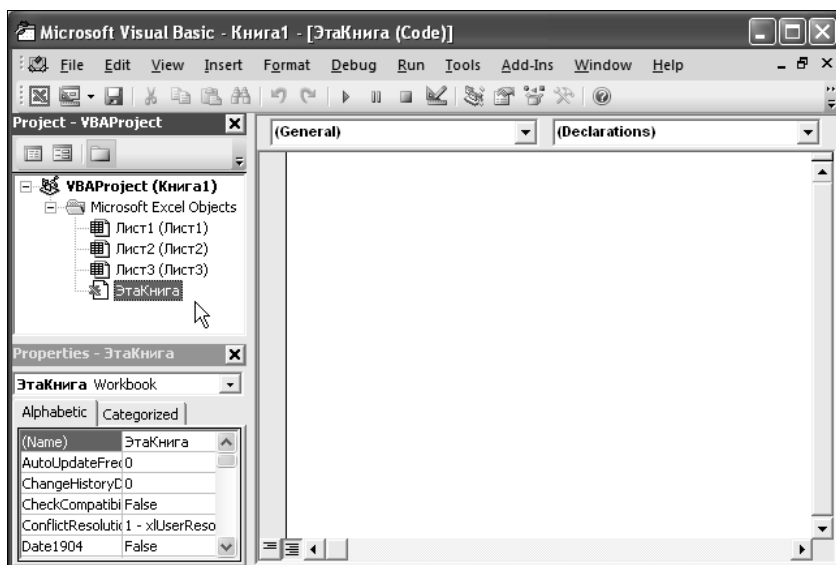 Microsoft Visual Basic - Книга1 - [ЭтаКнига (Code)]
File Edit View Insert Format Debug Run Tools Add-Ins Window Help
Project - VBAProject
(General) (Declarations)
VBAProject (Книга1)
Microsoft Excel Objects
Лист1 (Лист1)
Лист2 (Лист2)
Лист3 (Лист3)
ЭтаКнига
Properties - ЭтаКнига
ЭтаКнига Workbook
Alphabetic Categorized
(Name) ЭтаКнига
AutoUpdateFrec 0
ChangeHistoryD 0
CheckCompatibi False
ConflictResolutic 1 - xlUserReso
Date1904 False